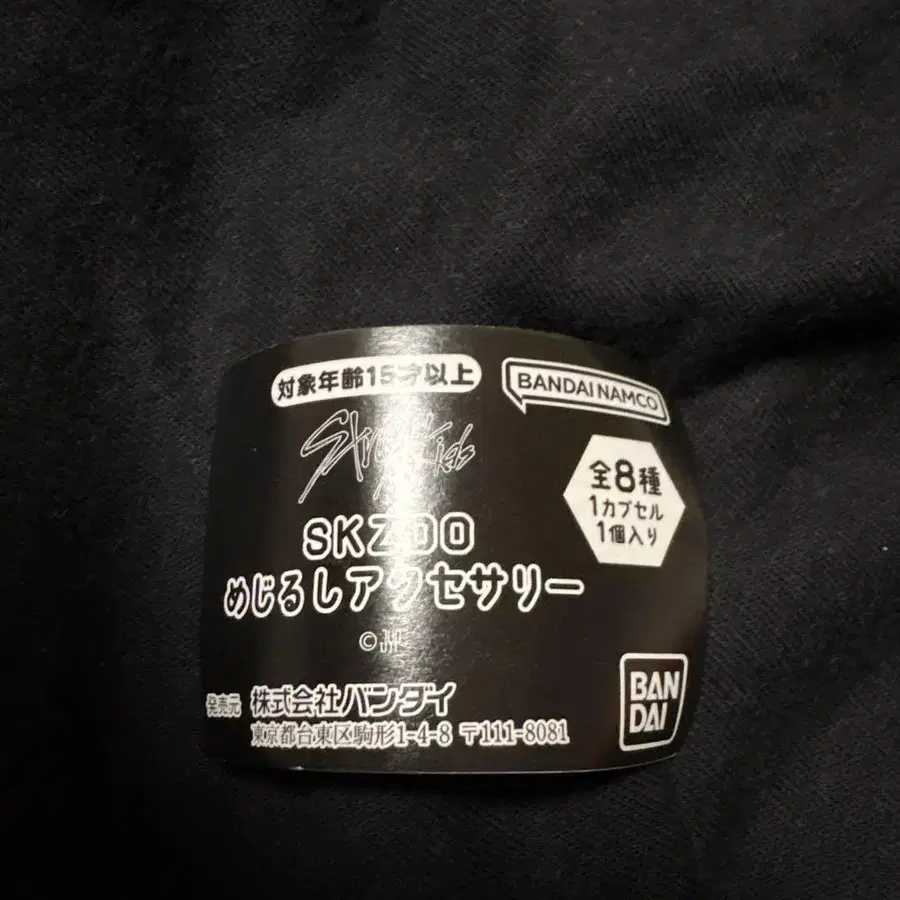 対象年齢15才以上
BANDAI NAMCO
Stray Kids
SKZOO
めじるしアクセサリー
全8種
1カプセル
1個入り
©JYP
発売元 株式会社バンダイ
東京都台東区駒形1-4-8 〒111-8081
BAN
DAI